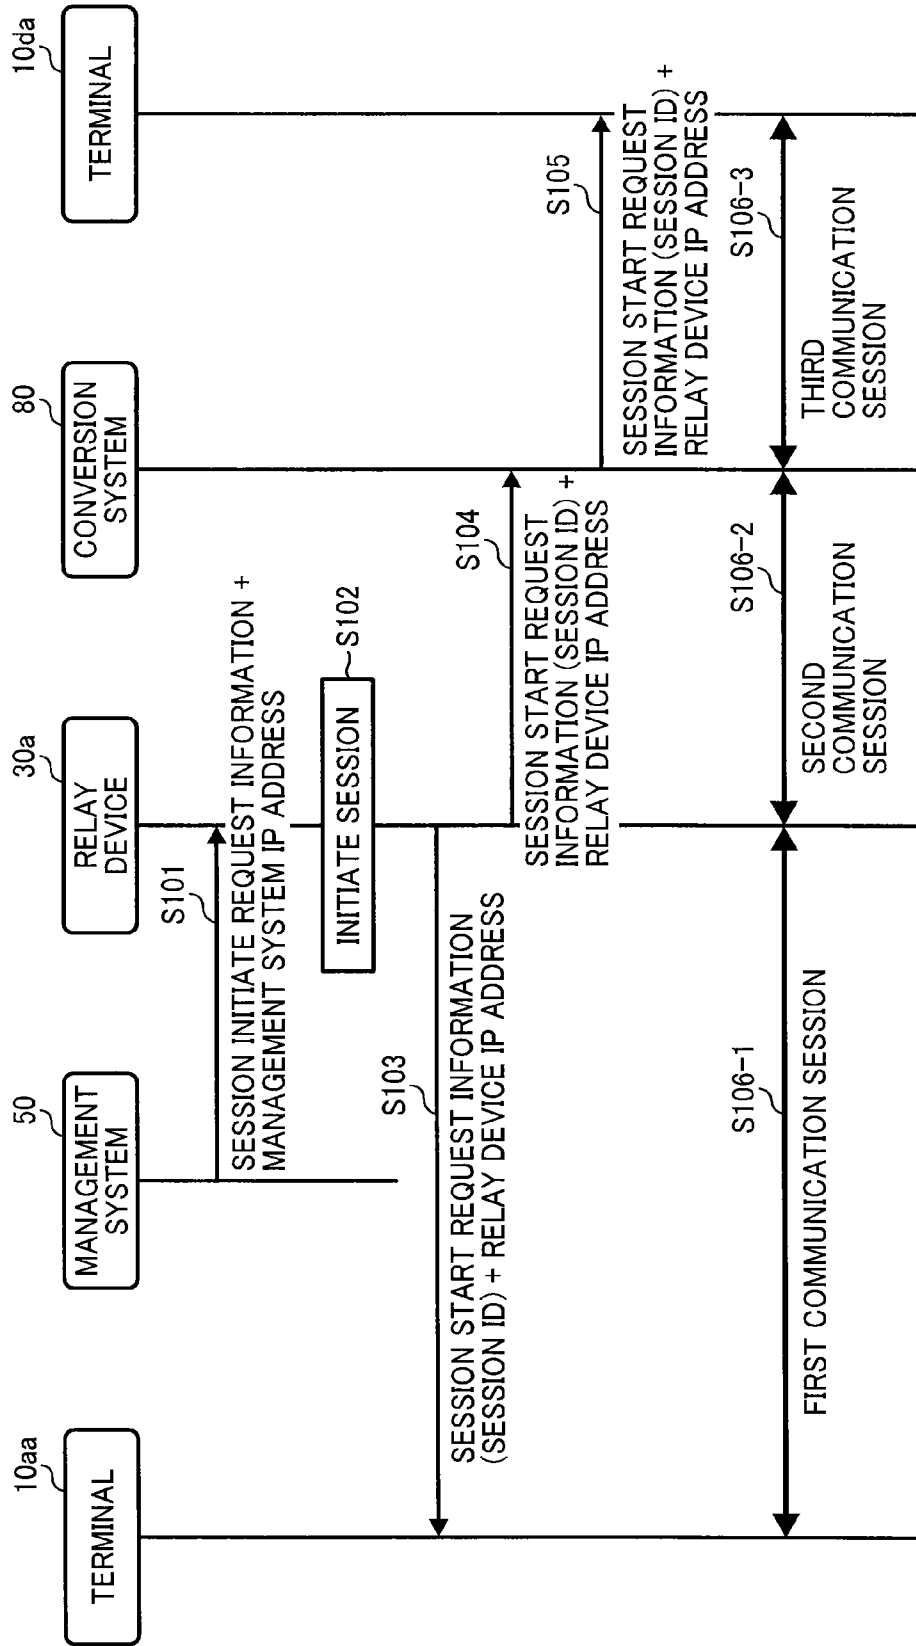 10aa
TERMINAL
50
MANAGEMENT
SYSTEM
30a
RELAY
DEVICE
80
CONVERSION
SYSTEM
10da
TERMINAL
S101
SESSION INITIATE REQUEST INFORMATION +
MANAGEMENT SYSTEM IP ADDRESS
INITIATE SESSION
S102
S103
SESSION START REQUEST INFORMATION
(SESSION ID) + RELAY DEVICE IP ADDRESS
S104
SESSION START REQUEST
INFORMATION (SESSION ID) +
RELAY DEVICE IP ADDRESS
S105
SESSION START REQUEST
INFORMATION (SESSION ID) +
RELAY DEVICE IP ADDRESS
S106-1
FIRST COMMUNICATION SESSION
S106-2
SECOND
COMMUNICATION
SESSION
S106-3
THIRD
COMMUNICATION
SESSION